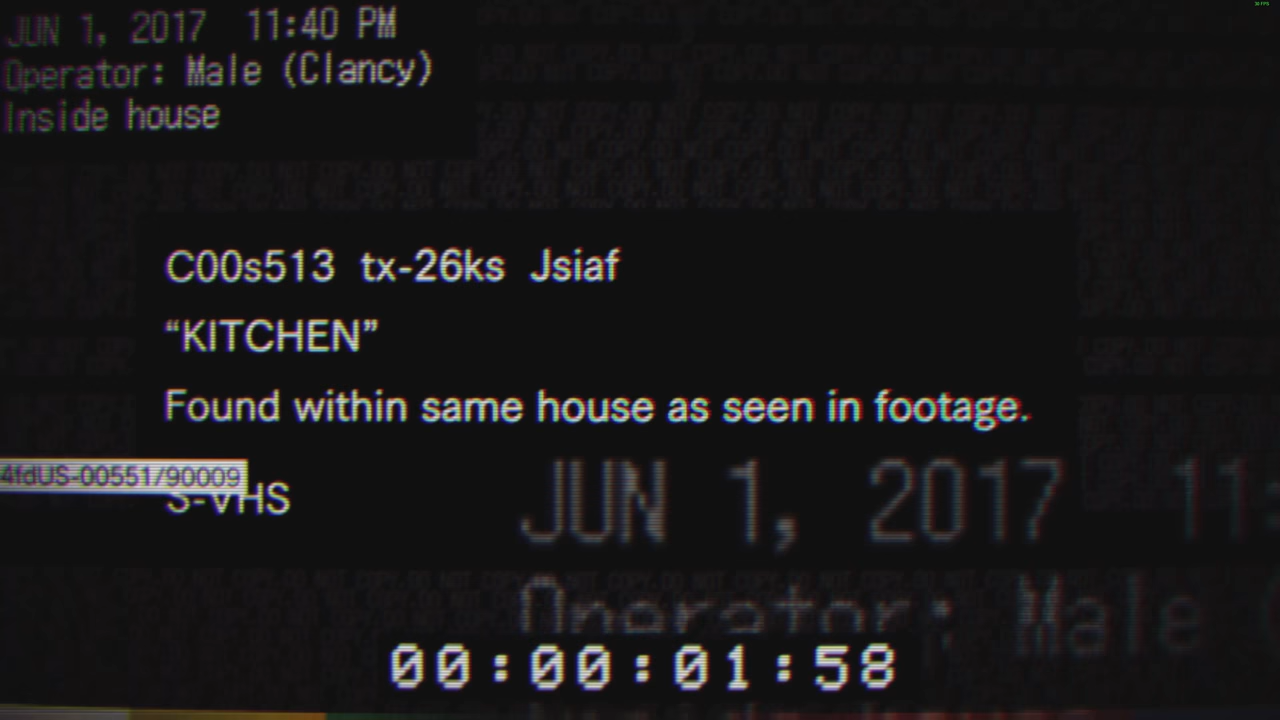 JUN 1, 2017 11:40 PM
Operator: Male (Clancy)
Inside house
C00s513 tx-26ks Jsiaf
“KITCHEN”
Found within same house as seen in footage.
4fdUS-00551/90009
S-VHS
JUN 1, 2017 11:
Operator: Male
00:00:01:58